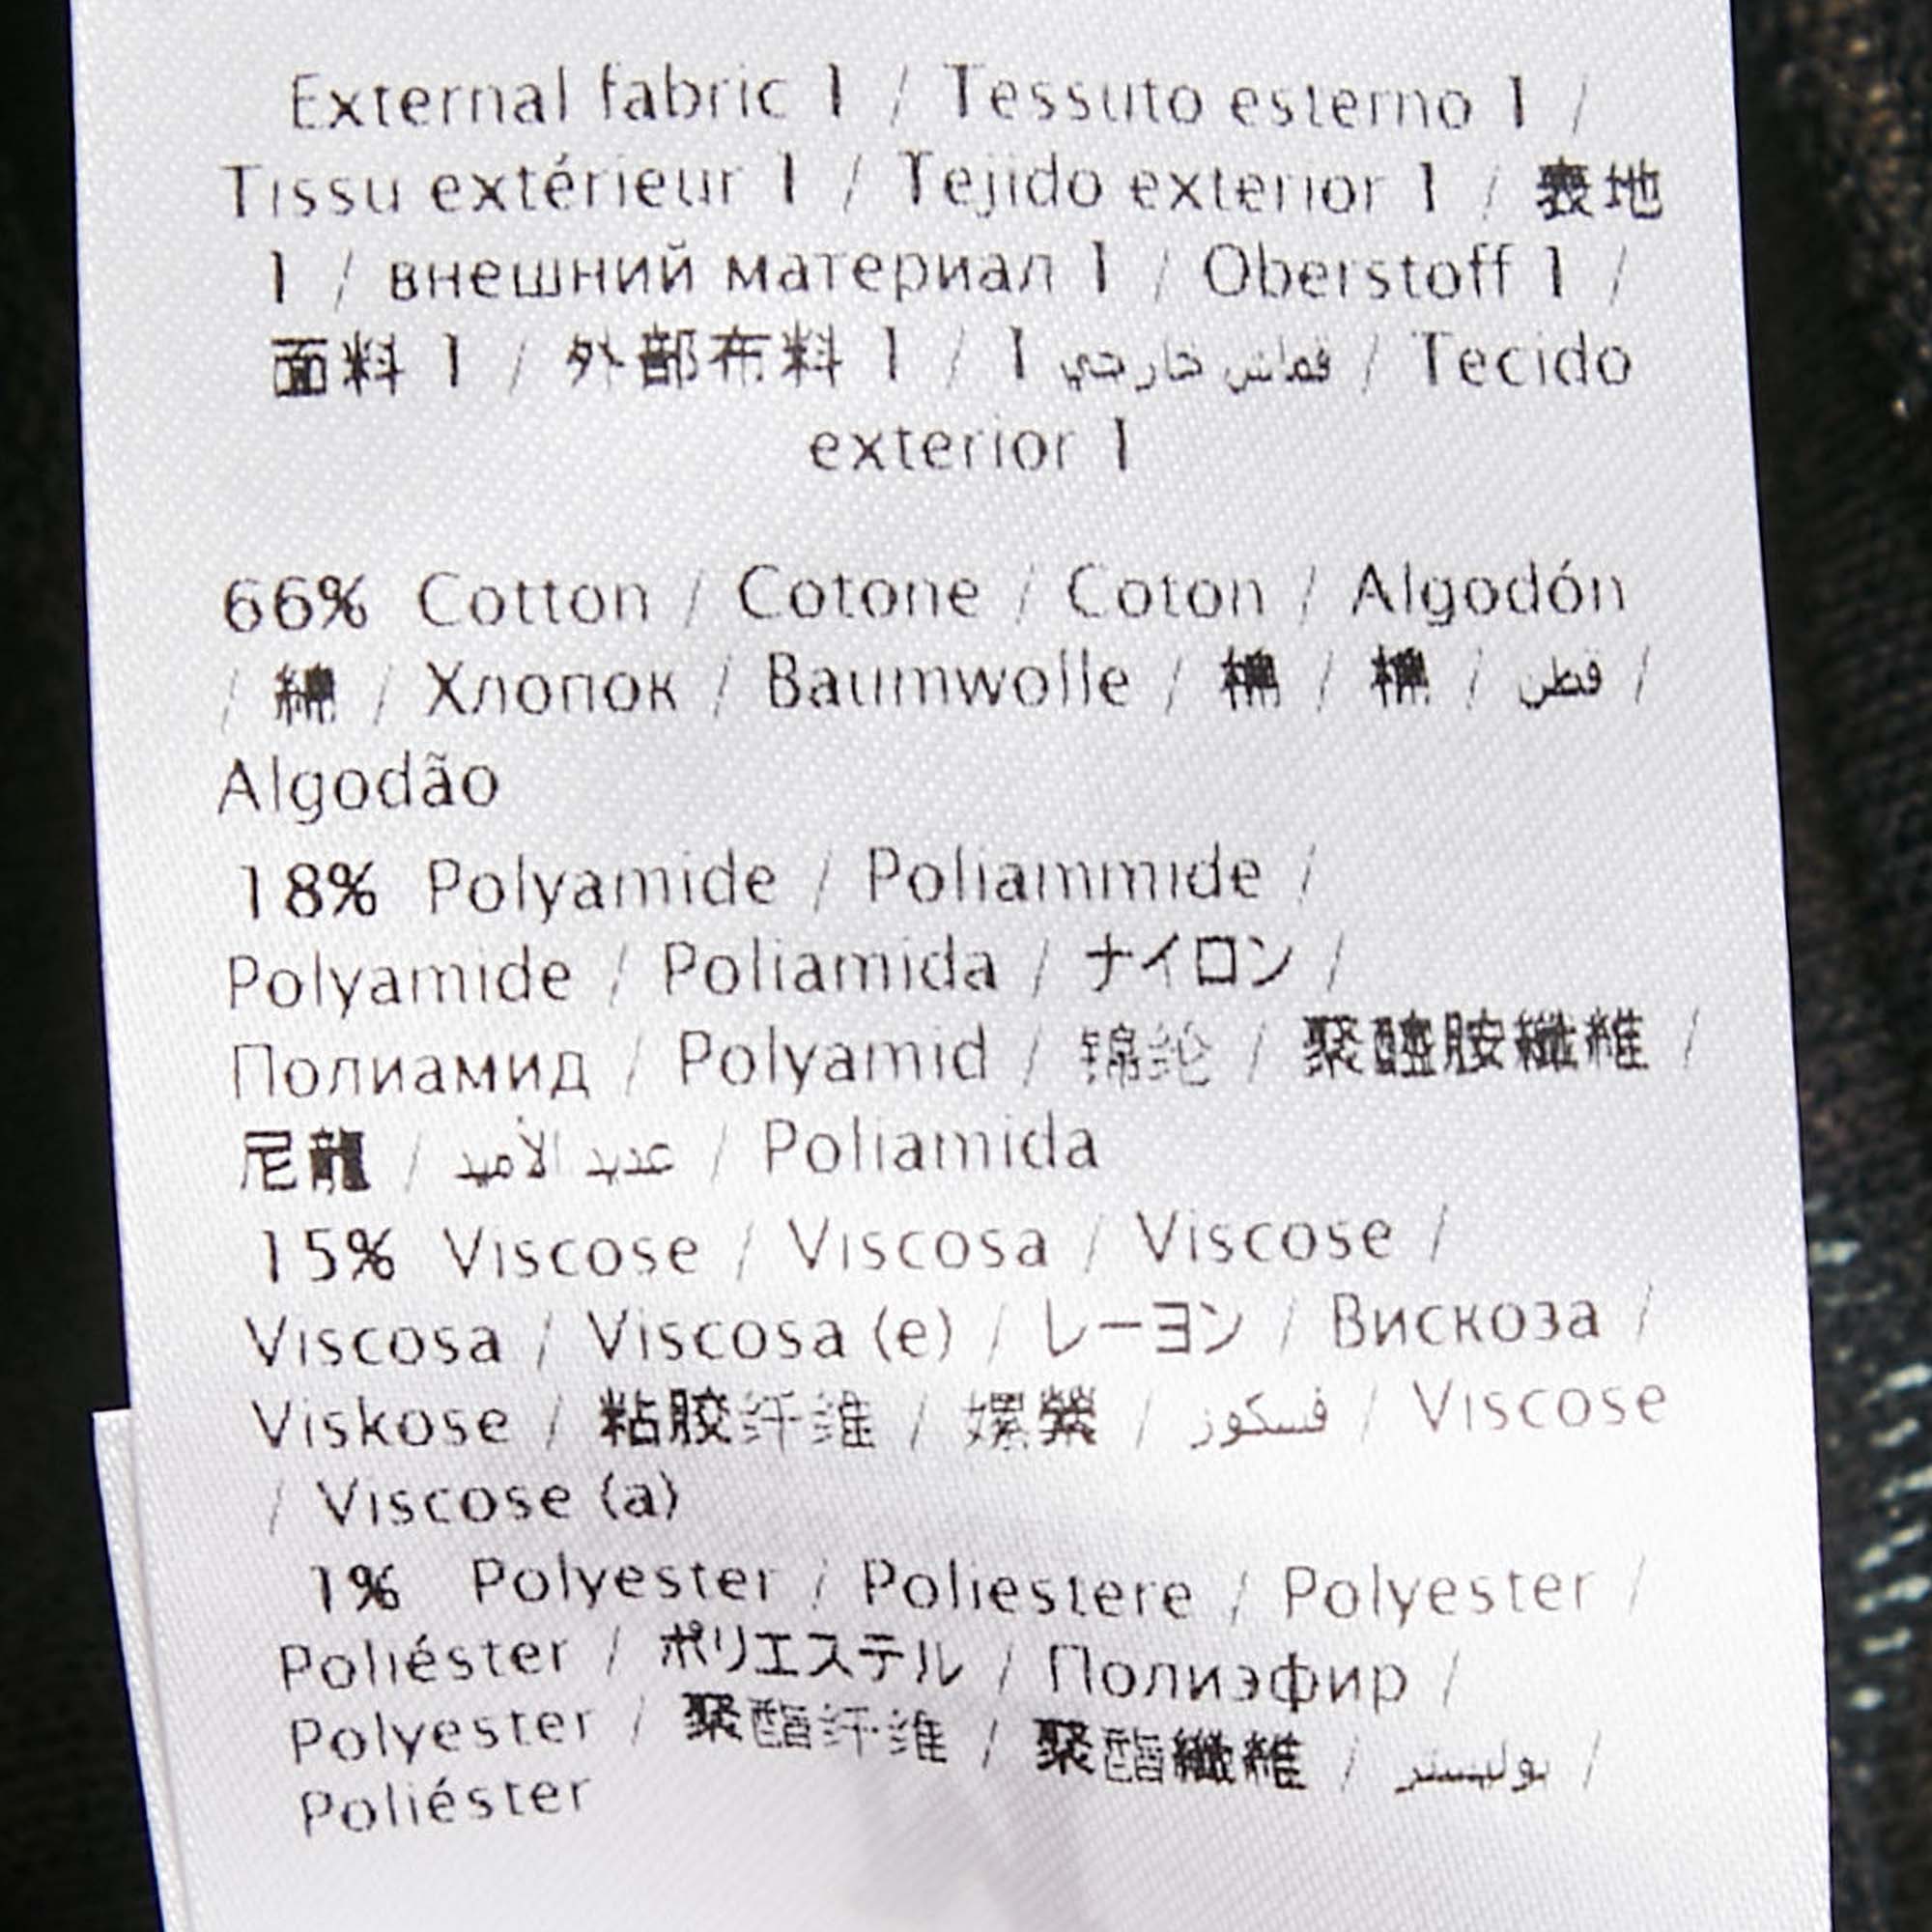 External fabric 1 / Tessuto esterno 1 /
Tissu extérieur 1 / Tejido exterior 1 / 表地
1 / внешний материал 1 / Oberstoff 1 /
面料 1 / 外部布料 1 / 1 قماش خارجي / Tecido
exterior 1
66% Cotton / Cotone / Coton / Algodón
/ 綿 / Хлопок / Baumwolle / 棉 / 棉 / قطن /
Algodão
18% Polyamide / Poliammide /
Polyamide / Poliamida / ナイロン /
Полиамид / Polyamid / 锦纶 / 聚醯胺纖維 /
尼龍 / عديد الأميد / Poliamida
15% Viscose / Viscosa / Viscose /
Viscosa / Viscosa (e) / レーヨン / Вискоза /
Viskose / 粘胶纤维 / 嫘縈 / فسكوز / Viscose
/ Viscose (a)
1% Polyester / Poliestere / Polyester /
Poliéster / ポリエステル / Полиэфир /
Polyester / 聚酯纤维 / 聚酯纖維 / بوليستر /
Poliéster